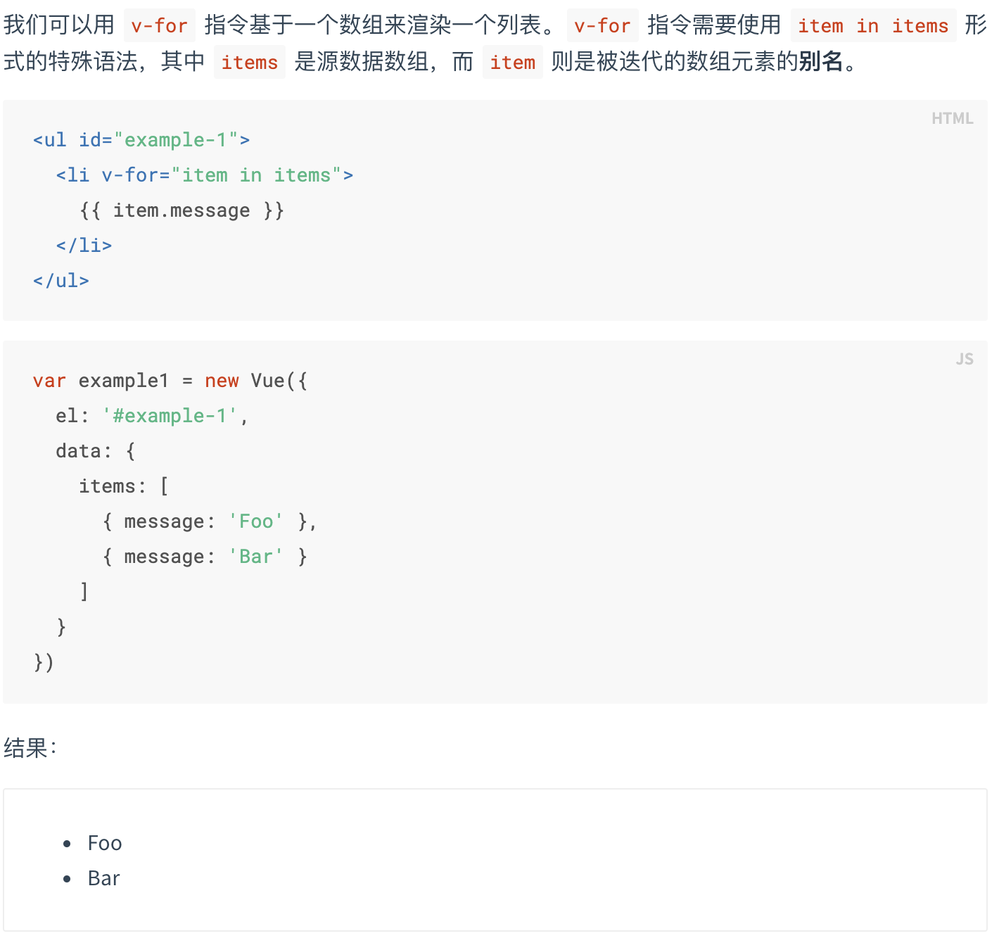 我们可以用 v-for 指令基于一个数组来渲染一个列表。 v-for 指令需要使用 item in items 形
式的特殊语法，其中 items 是源数据数组，而 item 则是被迭代的数组元素的别名。
HTML
<ul id="example-1">
  <li v-for="item in items">
    {{ item.message }}
  </li>
</ul>
JS
var example1 = new Vue({
  el: '#example-1',
  data: {
    items: [
      { message: 'Foo' },
      { message: 'Bar' }
    ]
  }
})
结果：
• Foo
• Bar